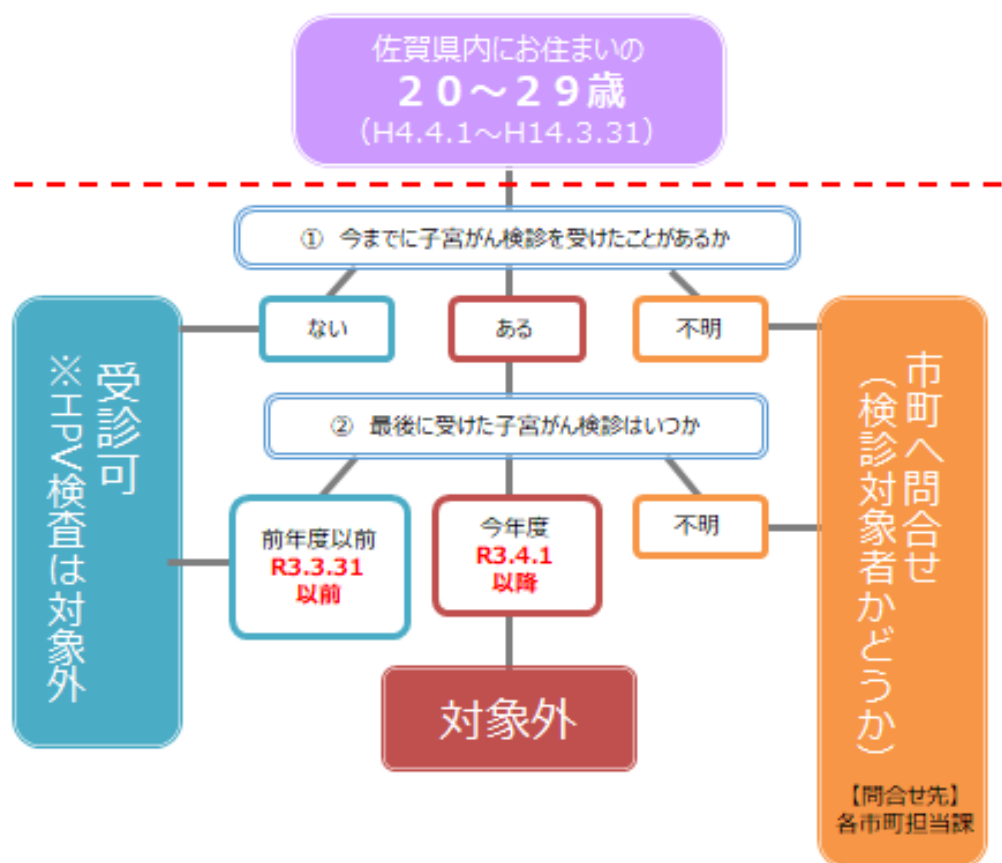 佐賀県内にお住まいの
20～29歳
(H4.4.1～H14.3.31)
① 今までに子宮がん検診を受けたことがあるか
ない
ある
不明
② 最後に受けた子宮がん検診はいつか
前年度以前
R3.3.31
以前
今年度
R3.4.1
以降
不明
対象外
受診可
※HPV検査は対象外
市町へ問合せ
(検診対象者かどうか)
【問合せ先】
各市町担当課